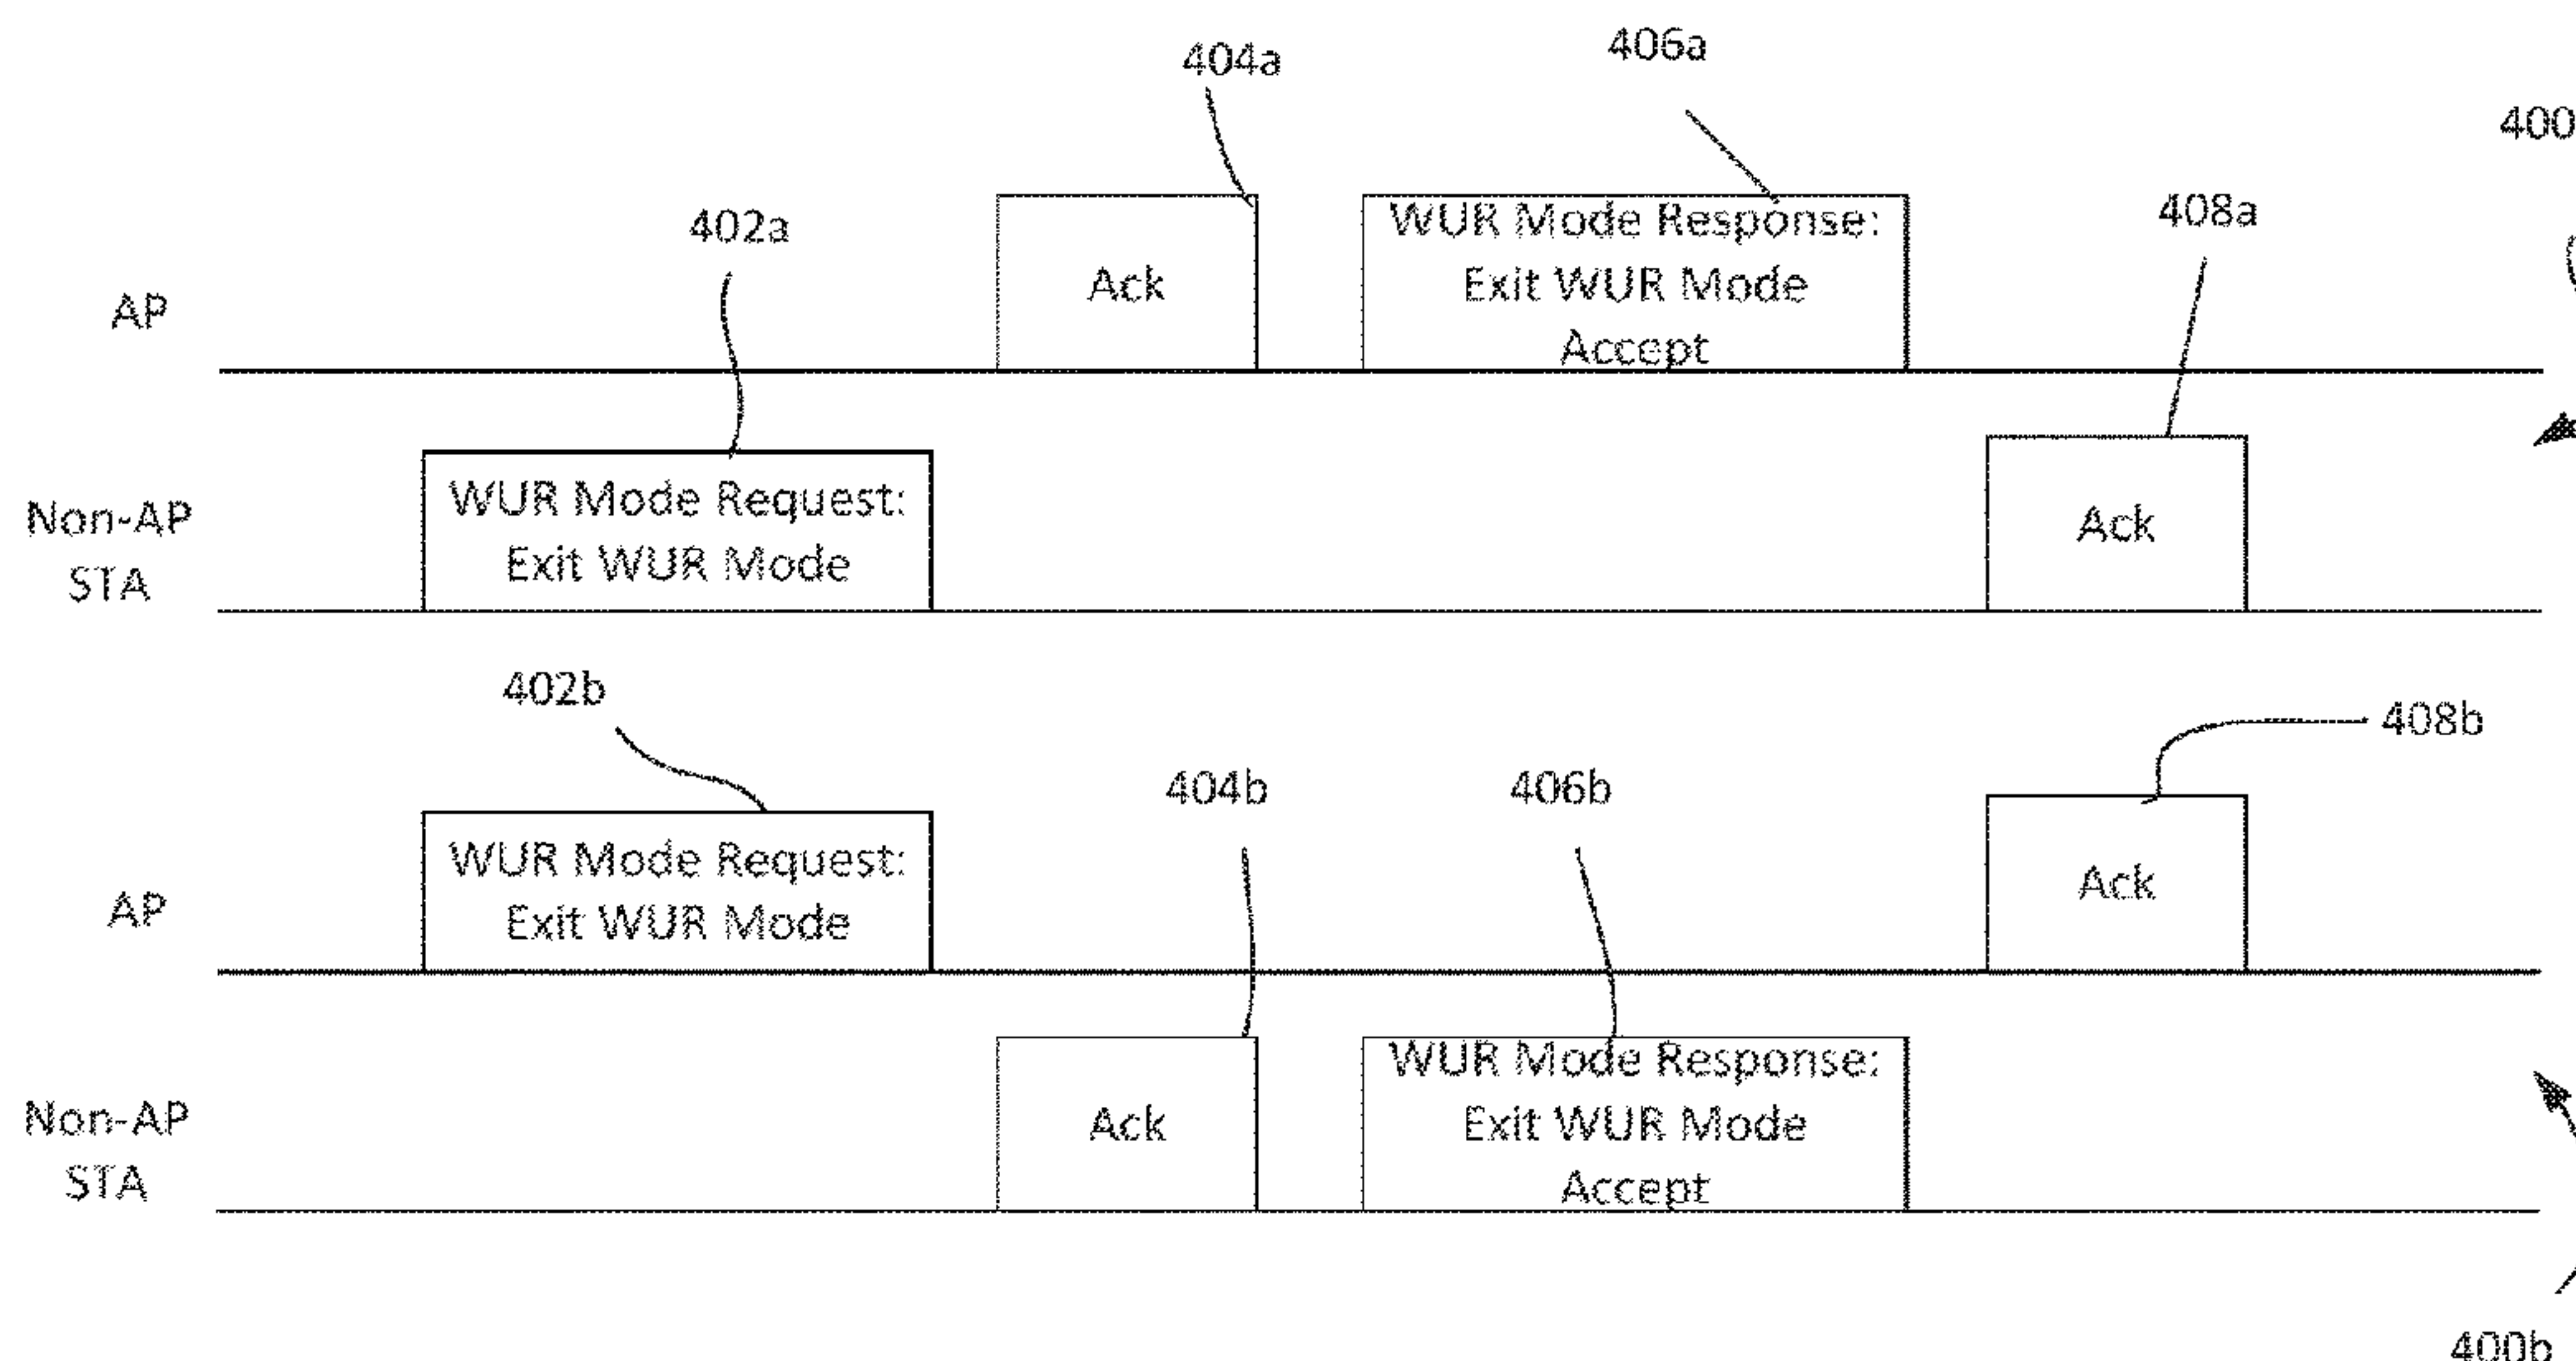 404a
406a
400
402a
408a
AP
Ack
WUR Mode Response:
Exit WUR Mode
Accept
Non-AP
STA
WUR Mode Request:
Exit WUR Mode
Ack
402b
408b
404b
406b
AP
WUR Mode Request:
Exit WUR Mode
Ack
Non-AP
STA
Ack
WUR Mode Response:
Exit WUR Mode
Accept
400b